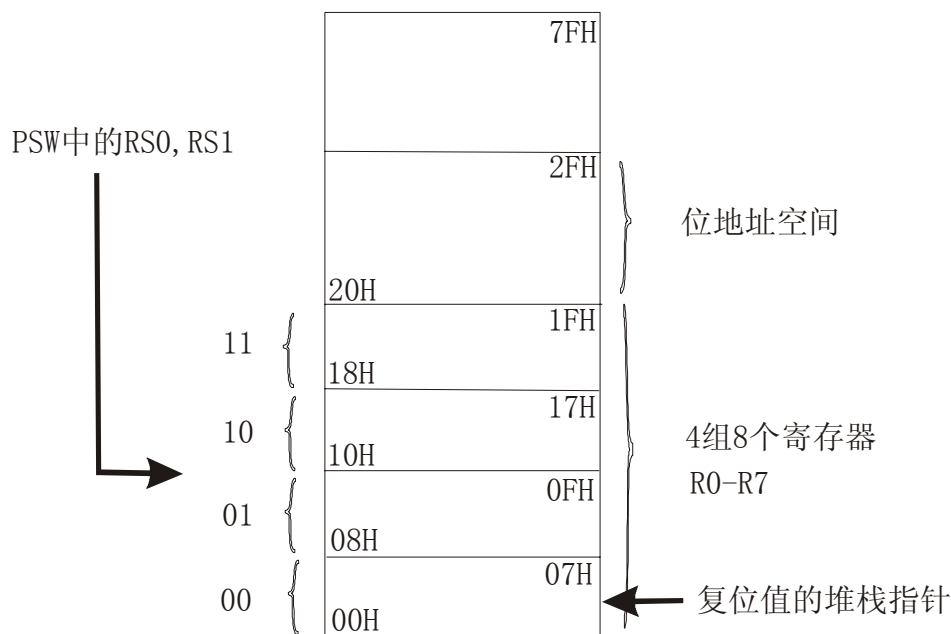 7FH
PSW中的RS0,RS1
2FH
位地址空间
20H
1FH
11
18H
17H
10
4组8个寄存器
10H
R0-R7
0FH
01
08H
07H
00
复位值的堆栈指针
00H